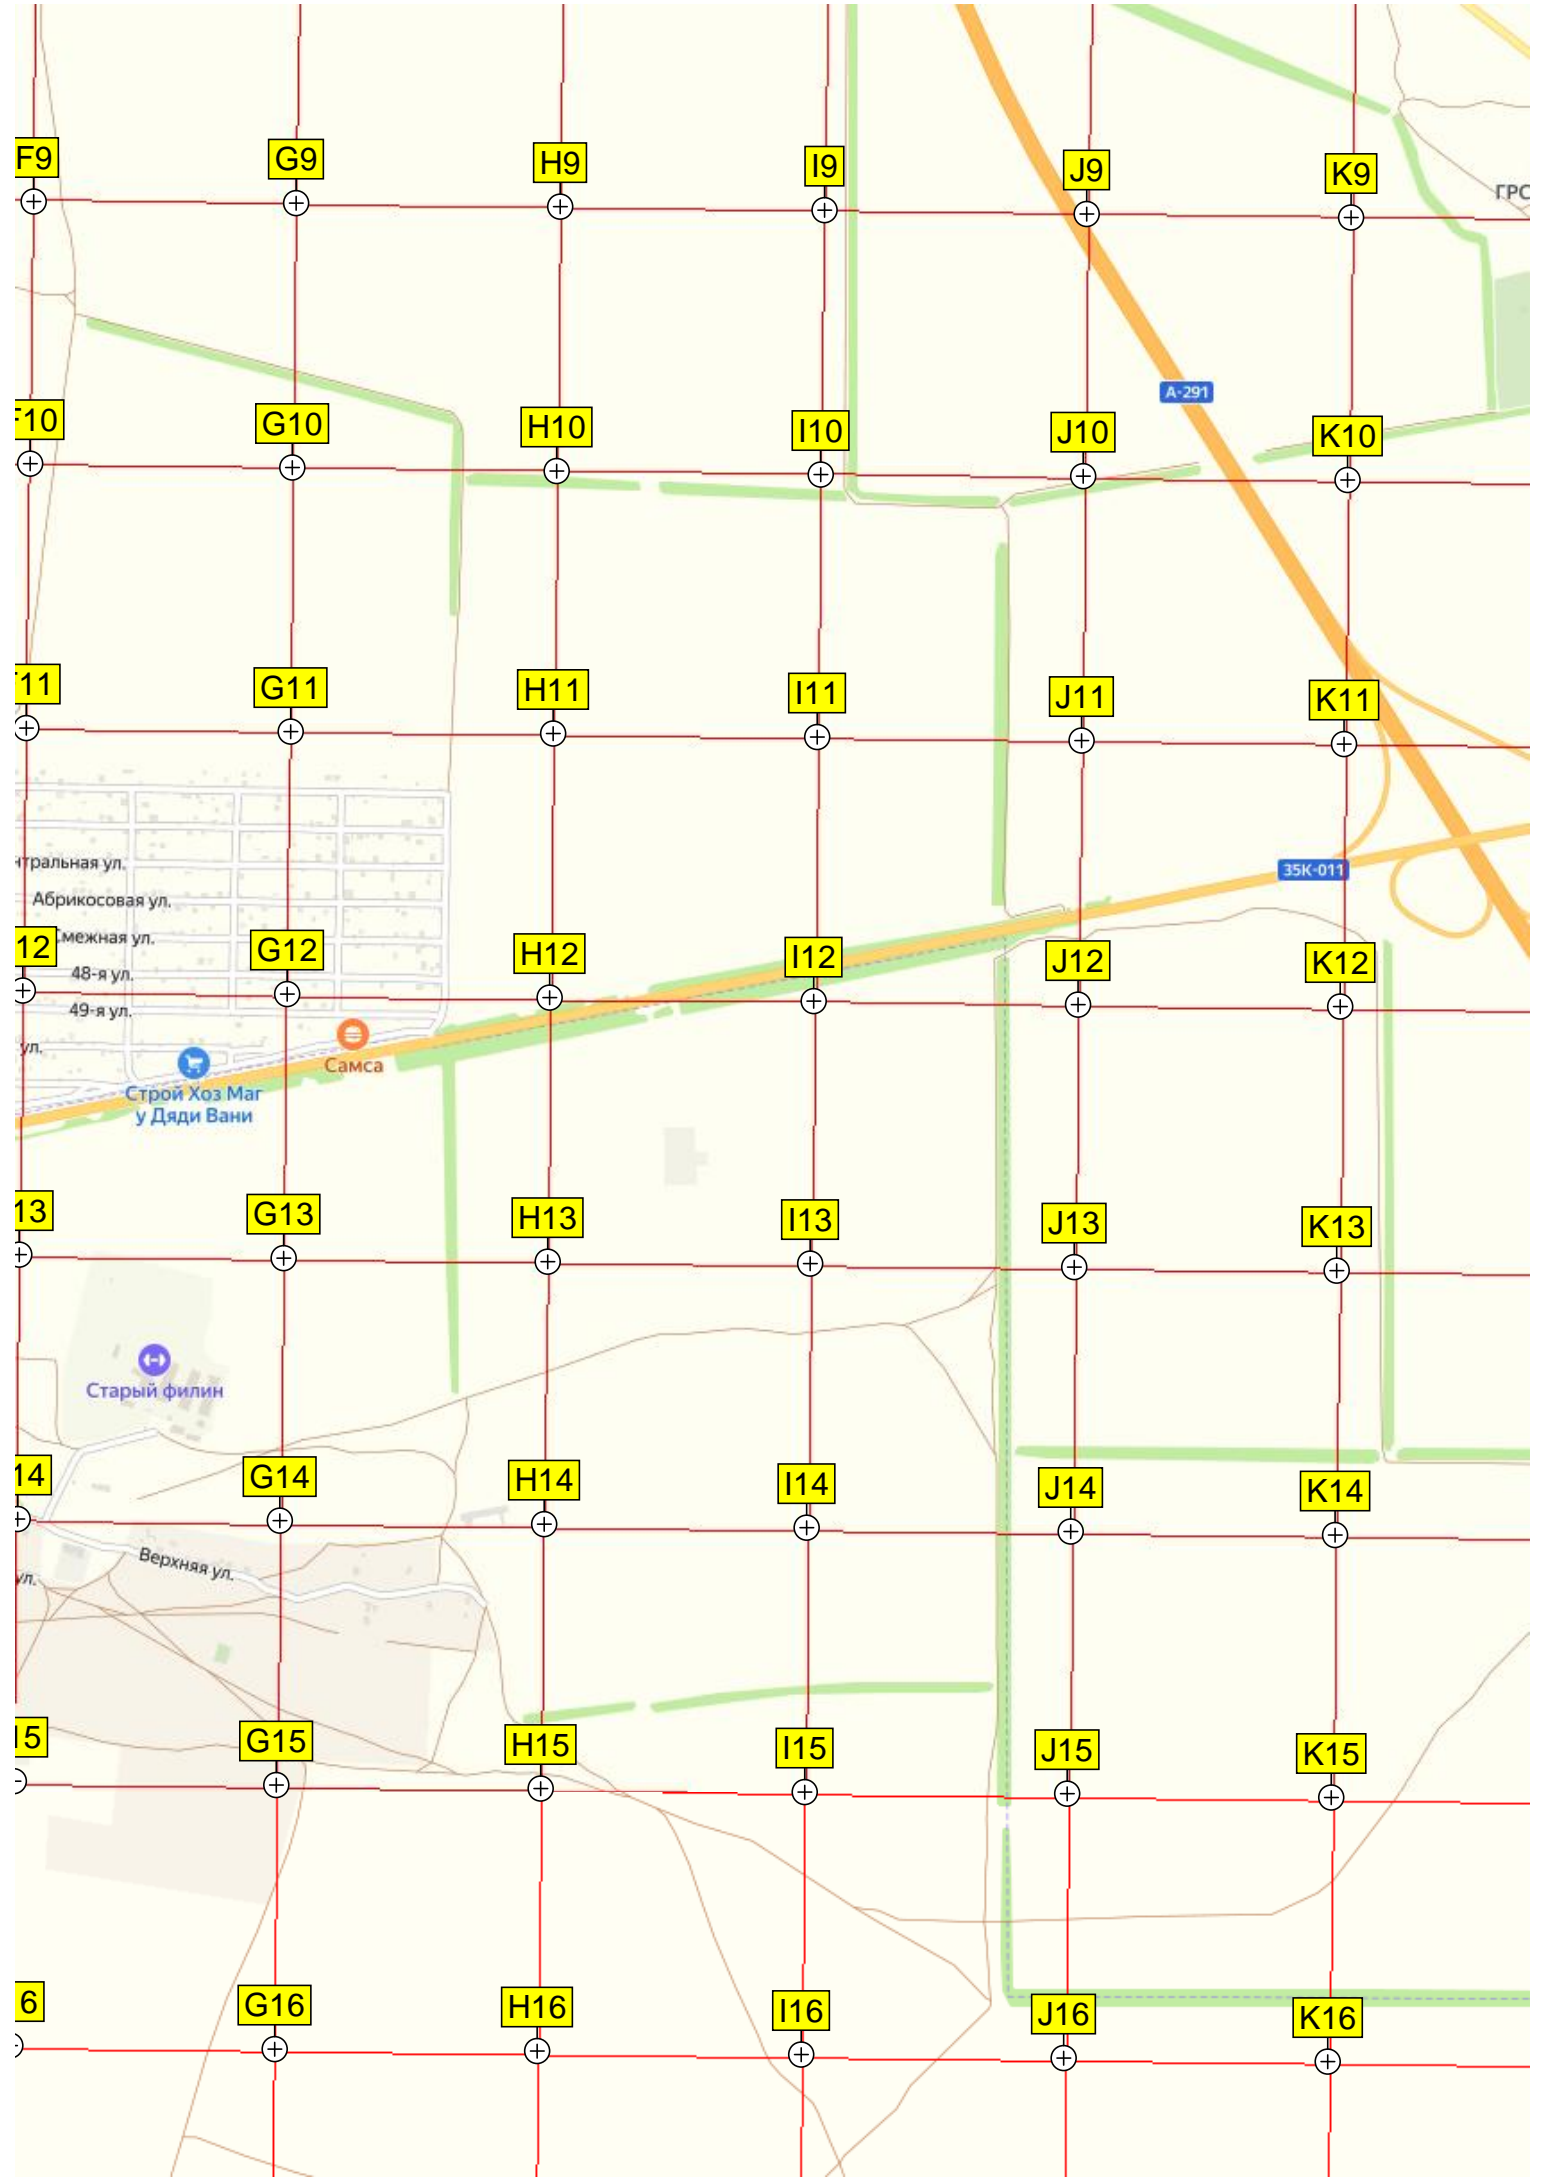 F9
G9
H9
I9
J9
K9
ГРС
А-291
F10
G10
H10
I10
J10
K10
11
G11
H11
I11
J11
K11
нтральная ул.
35К-011
Абрикосовая ул.
Смежная ул.
12
G12
H12
I12
J12
K12
48-я ул.
49-я ул.
ул.
Самса
Строй Хоз Маг
у Дяди Вани
13
G13
H13
I13
J13
K13
Старый филин
14
G14
H14
I14
J14
K14
Верхняя ул.
ул.
15
G15
H15
I15
J15
K15
6
G16
H16
I16
J16
K16